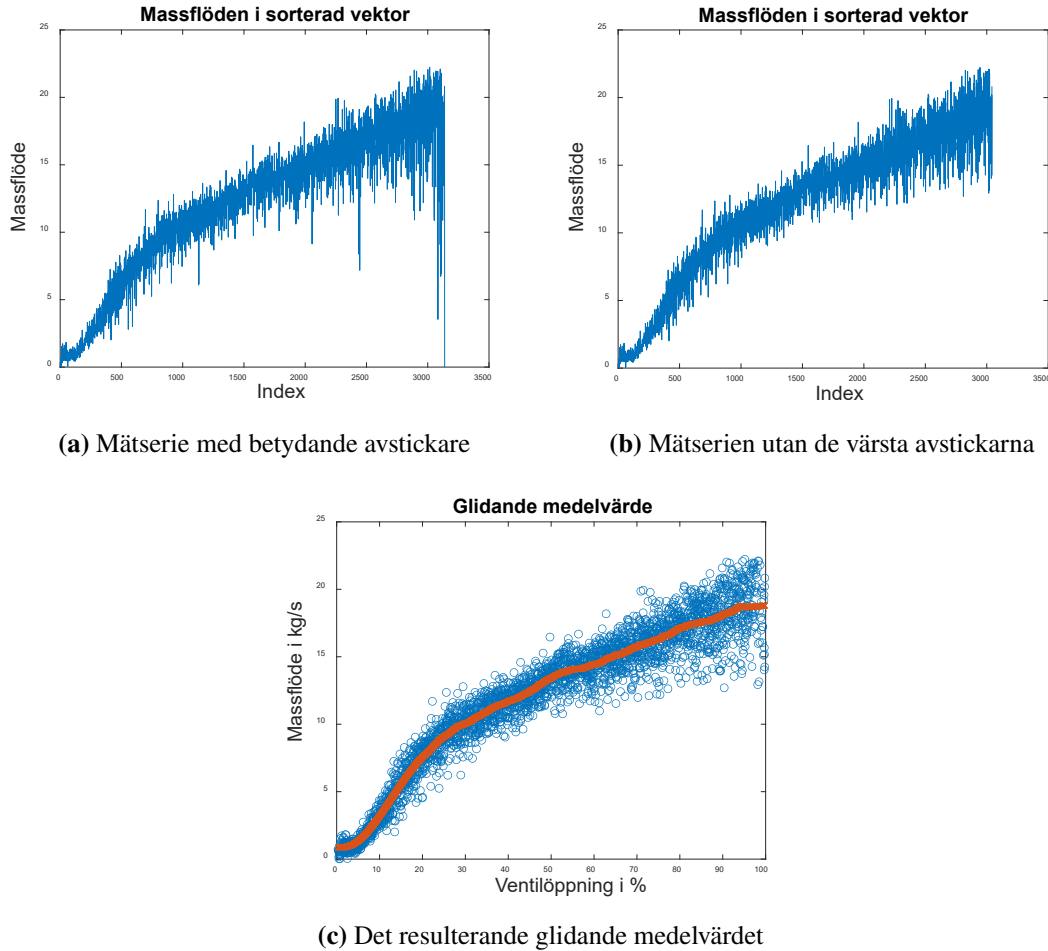 Massflöden i sorterad vektor
25
20
15
10
5
0
Massflöde
0 500 1000 1500 2000 2500 3000 3500
Index
(a) Mätserie med betydande avstickare
Massflöden i sorterad vektor
25
20
15
10
5
0
Massflöde
0 500 1000 1500 2000 2500 3000 3500
Index
(b) Mätserien utan de värsta avstickarna
Glidande medelvärde
25
20
15
10
5
0
Massflöde i kg/s
0 10 20 30 40 50 60 70 80 90 100
Ventilöppning i %
(c) Det resulterande glidande medelvärdet